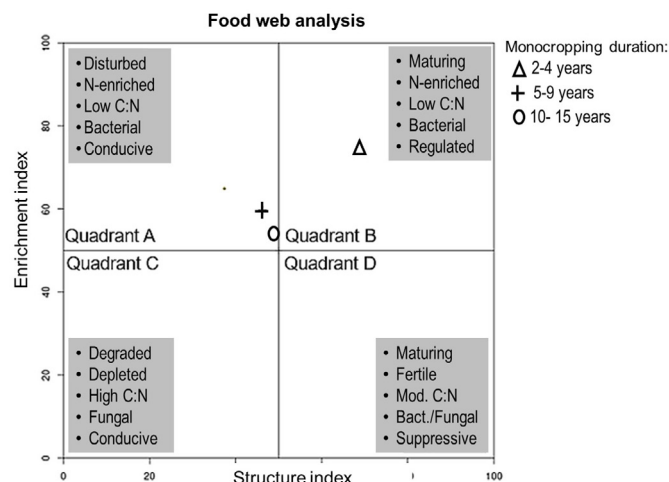 Food web analysis
Monocropping duration:
2-4 years
5-9 years
10- 15 years
Enrichment index
100
80
60
40
20
0
• Disturbed
• N-enriched
• Low C:N
• Bacterial
• Conducive
• Maturing
• N-enriched
• Low C:N
• Bacterial
• Regulated
Quadrant A
Quadrant B
Quadrant C
Quadrant D
• Degraded
• Depleted
• High C:N
• Fungal
• Conducive
• Maturing
• Fertile
• Mod. C:N
• Bact./Fungal
• Suppressive
0
20
100
Structure index